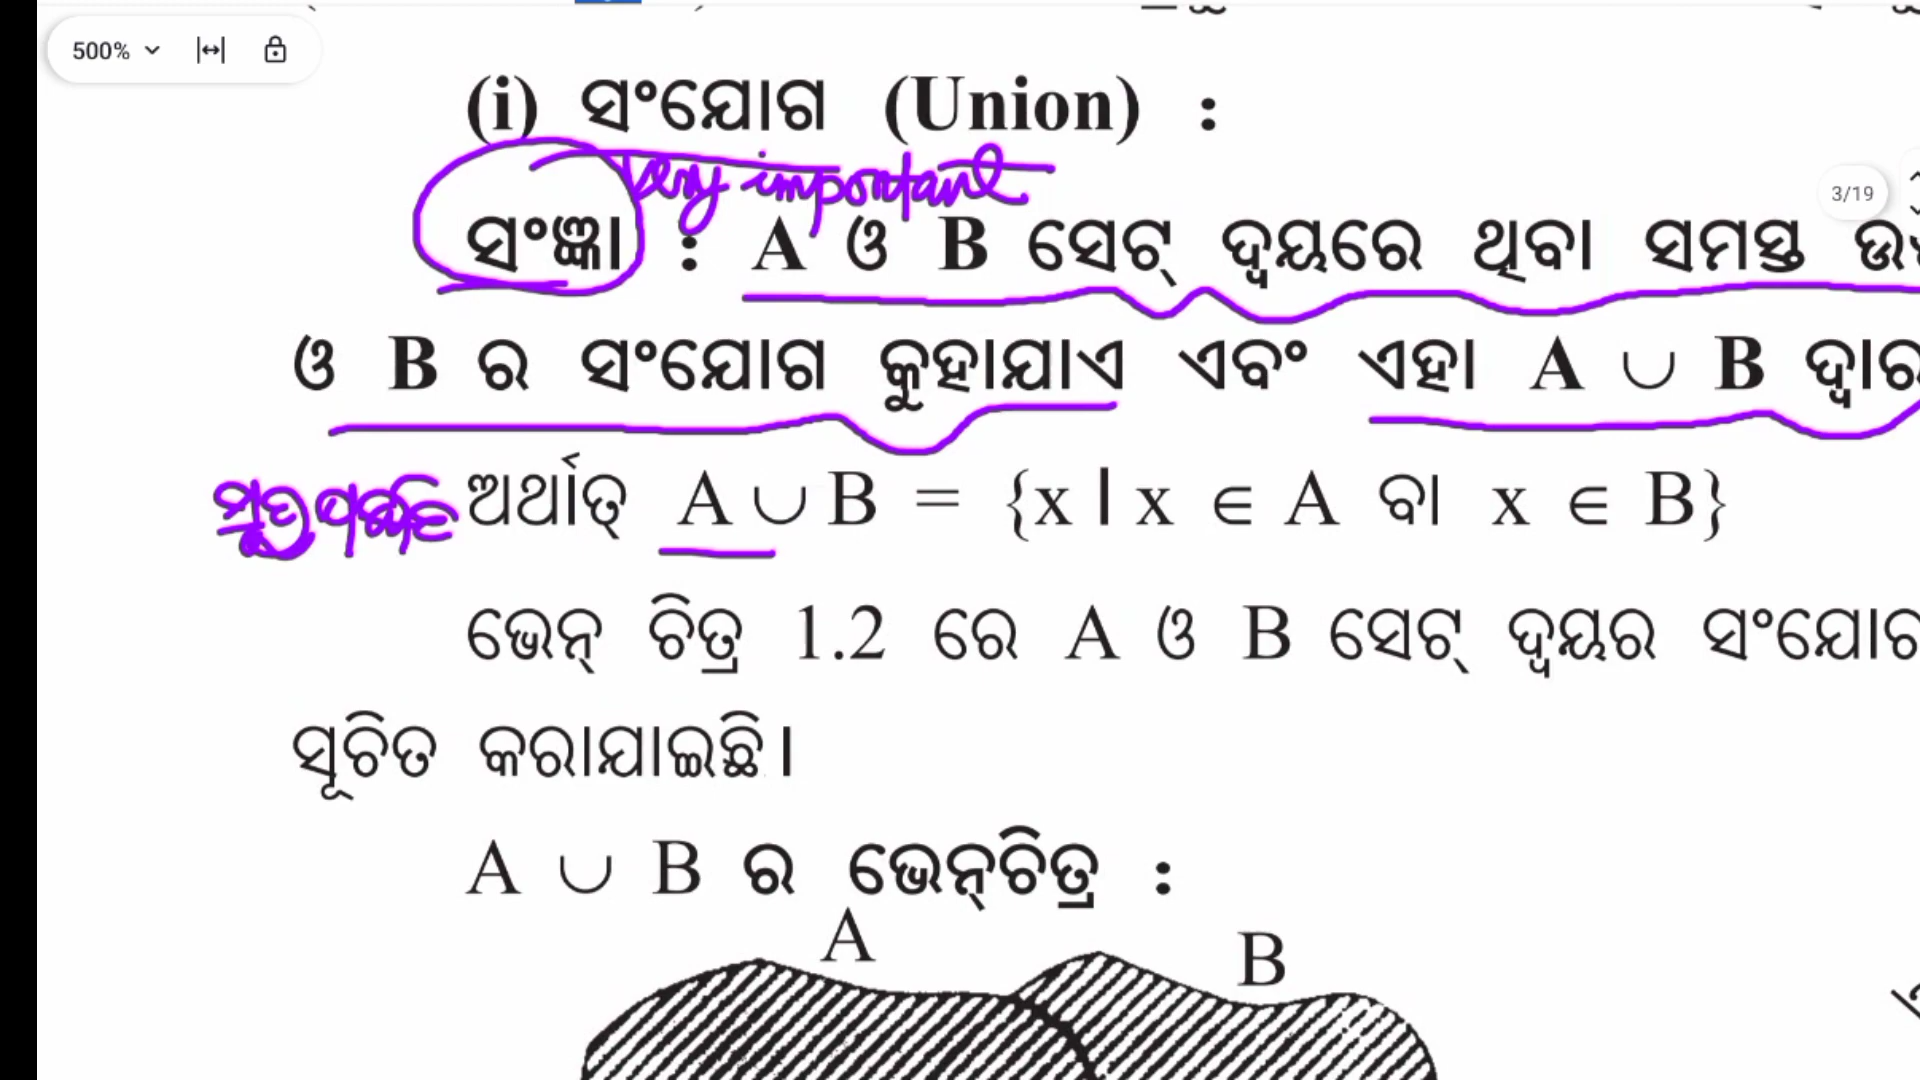 500%
(i) ସଂଯୋଗ (Union) :
Very important
3/19
ସଂଜ୍ଞା : A ଓ B ସେଟ୍ ଦ୍ୱୟରେ ଥିବା ସମସ୍ତ
ଓ B ର ସଂଯୋଗ କୁହାଯାଏ ଏବଂ ଏହା A ∪ B
ଅର୍ଥାତ୍ A ∪ B = {x | x ∈ A ବା x ∈ B}
ଭେନ୍ ଚିତ୍ର 1.2 ରେ A ଓ B ସେଟ୍ ଦ୍ୱୟର
ସୂଚିତ କରାଯାଇଛି।
A ∪ B ର ଭେନ୍‌ଚିତ୍ର :
A
B